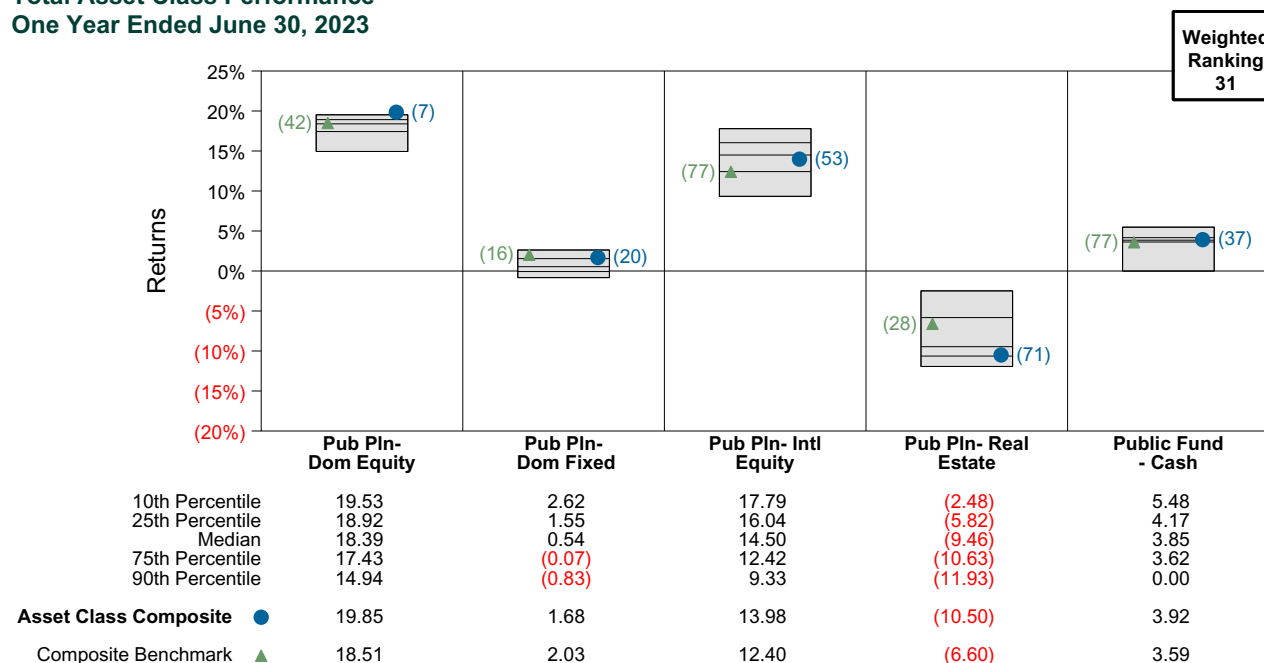 Total Asset Class Performance
One Year Ended June 30, 2023
Weighted
Ranking
31
25%
20%
15%
10%
5%
0%
(5%)
(10%)
(15%)
(20%)
Returns
(42)
(7)
(16)
(20)
(77)
(53)
(28)
(71)
(77)
(37)
Pub Pln- Dom Equity
Pub Pln- Dom Fixed
Pub Pln- Intl Equity
Pub Pln- Real Estate
Public Fund - Cash
10th Percentile 19.53 2.62 17.79 (2.48) 5.48
25th Percentile 18.92 1.55 16.04 (5.82) 4.17
Median 18.39 0.54 14.50 (9.46) 3.85
75th Percentile 17.43 (0.07) 12.42 (10.63) 3.62
90th Percentile 14.94 (0.83) 9.33 (11.93) 0.00
Asset Class Composite 19.85 1.68 13.98 (10.50) 3.92
Composite Benchmark 18.51 2.03 12.40 (6.60) 3.59